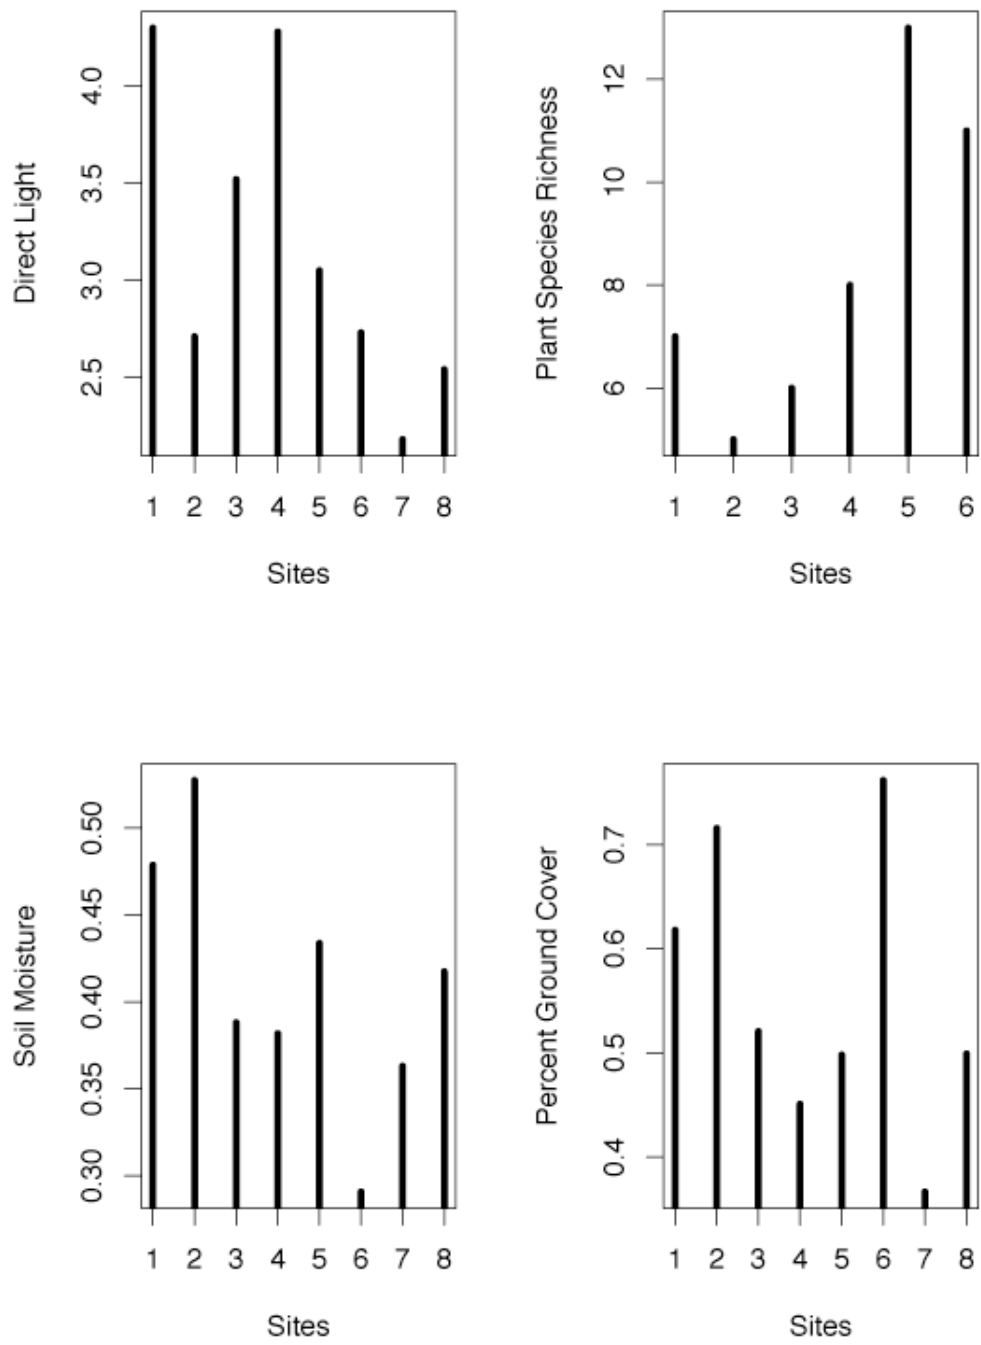 Direct Light
4.0
3.5
3.0
2.5
1 2 3 4 5 6 7 8
Sites
Plant Species Richness
12
10
8
6
1 2 3 4 5 6
Sites
Soil Moisture
0.50
0.45
0.40
0.35
0.30
1 2 3 4 5 6 7 8
Sites
Percent Ground Cover
0.7
0.6
0.5
0.4
1 2 3 4 5 6 7 8
Sites